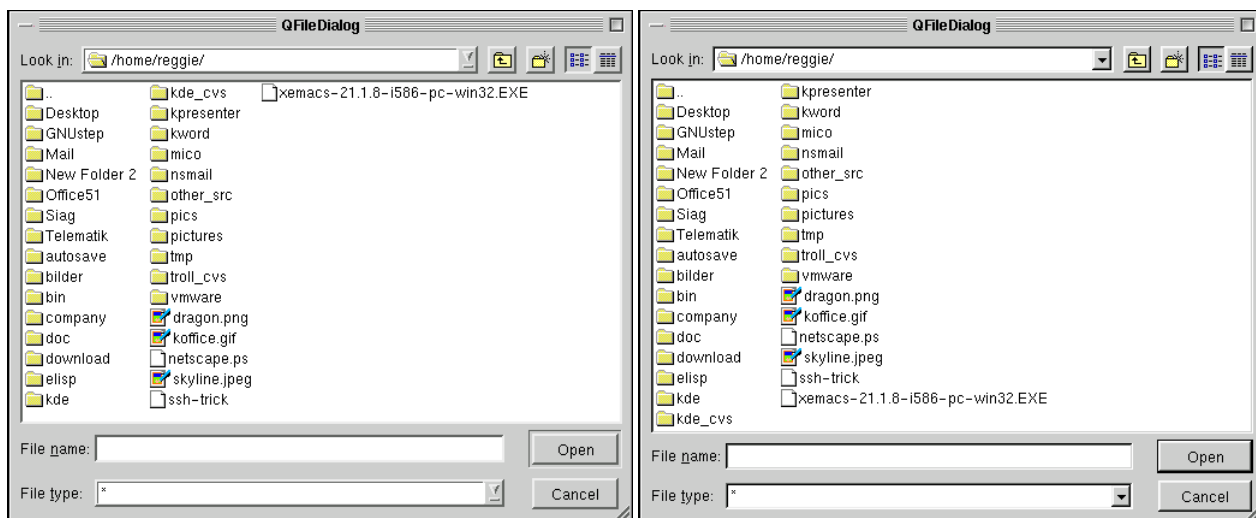 QFileDialog
Look in: /home/reggie/
.. kde_cvs xemacs-21.1.8-i586-pc-win32.EXE
Desktop kpresenter
GNUstep kword
Mail mico
New Folder 2 nsmail
Office51 other_src
Siag pics
Telematik pictures
autosave tmp
bilder troll_cvs
bin vmware
company dragon.png
doc koffice.gif
download netscape.ps
elisp skyline.jpeg
kde ssh-trick
File name: Open
File type: * Cancel
QFileDialog
Look in: /home/reggie/
.. kpresenter
Desktop kword
GNUstep mico
Mail nsmail
New Folder 2 other_src
Office51 pics
Siag pictures
Telematik tmp
autosave troll_cvs
bilder vmware
bin dragon.png
company koffice.gif
doc netscape.ps
download skyline.jpeg
elisp ssh-trick
kde xemacs-21.1.8-i586-pc-win32.EXE
kde_cvs
File name: Open
File type: * Cancel